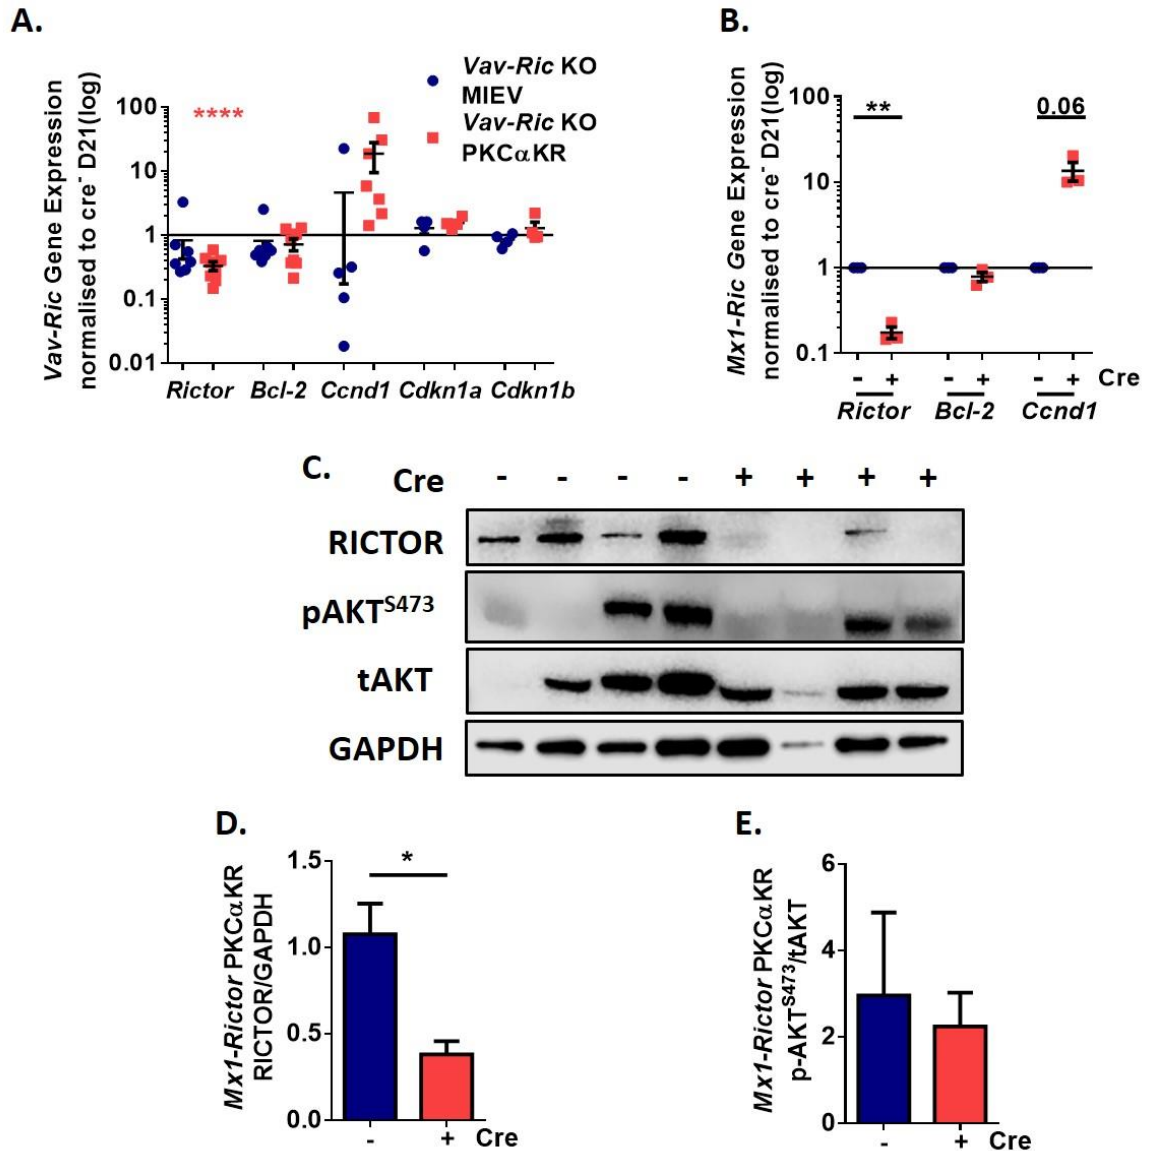 A.
Vav-Ric Gene Expression
normalised to cre⁻ D21(log)
Vav-Ric KO
MIEV
Vav-Ric KO
PKCαKR
****
100
10
1
0.1
0.01
Rictor Bcl-2 Ccnd1 Cdkn1a Cdkn1b
B.
Mx1-Ric Gene Expression
normalised to cre⁻ D21(log)
** 0.06
100
10
1
0.1
- + - + - + Cre
Rictor Bcl-2 Ccnd1
C.
Cre - - - - + + + +
RICTOR
pAKTS473
tAKT
GAPDH
D.
Mx1-Rictor PKCαKR
RICTOR/GAPDH
*
1.5
1.0
0.5
0.0
- + Cre
E.
Mx1-Rictor PKCαKR
p-AKTS473/tAKT
6
4
2
0
- + Cre